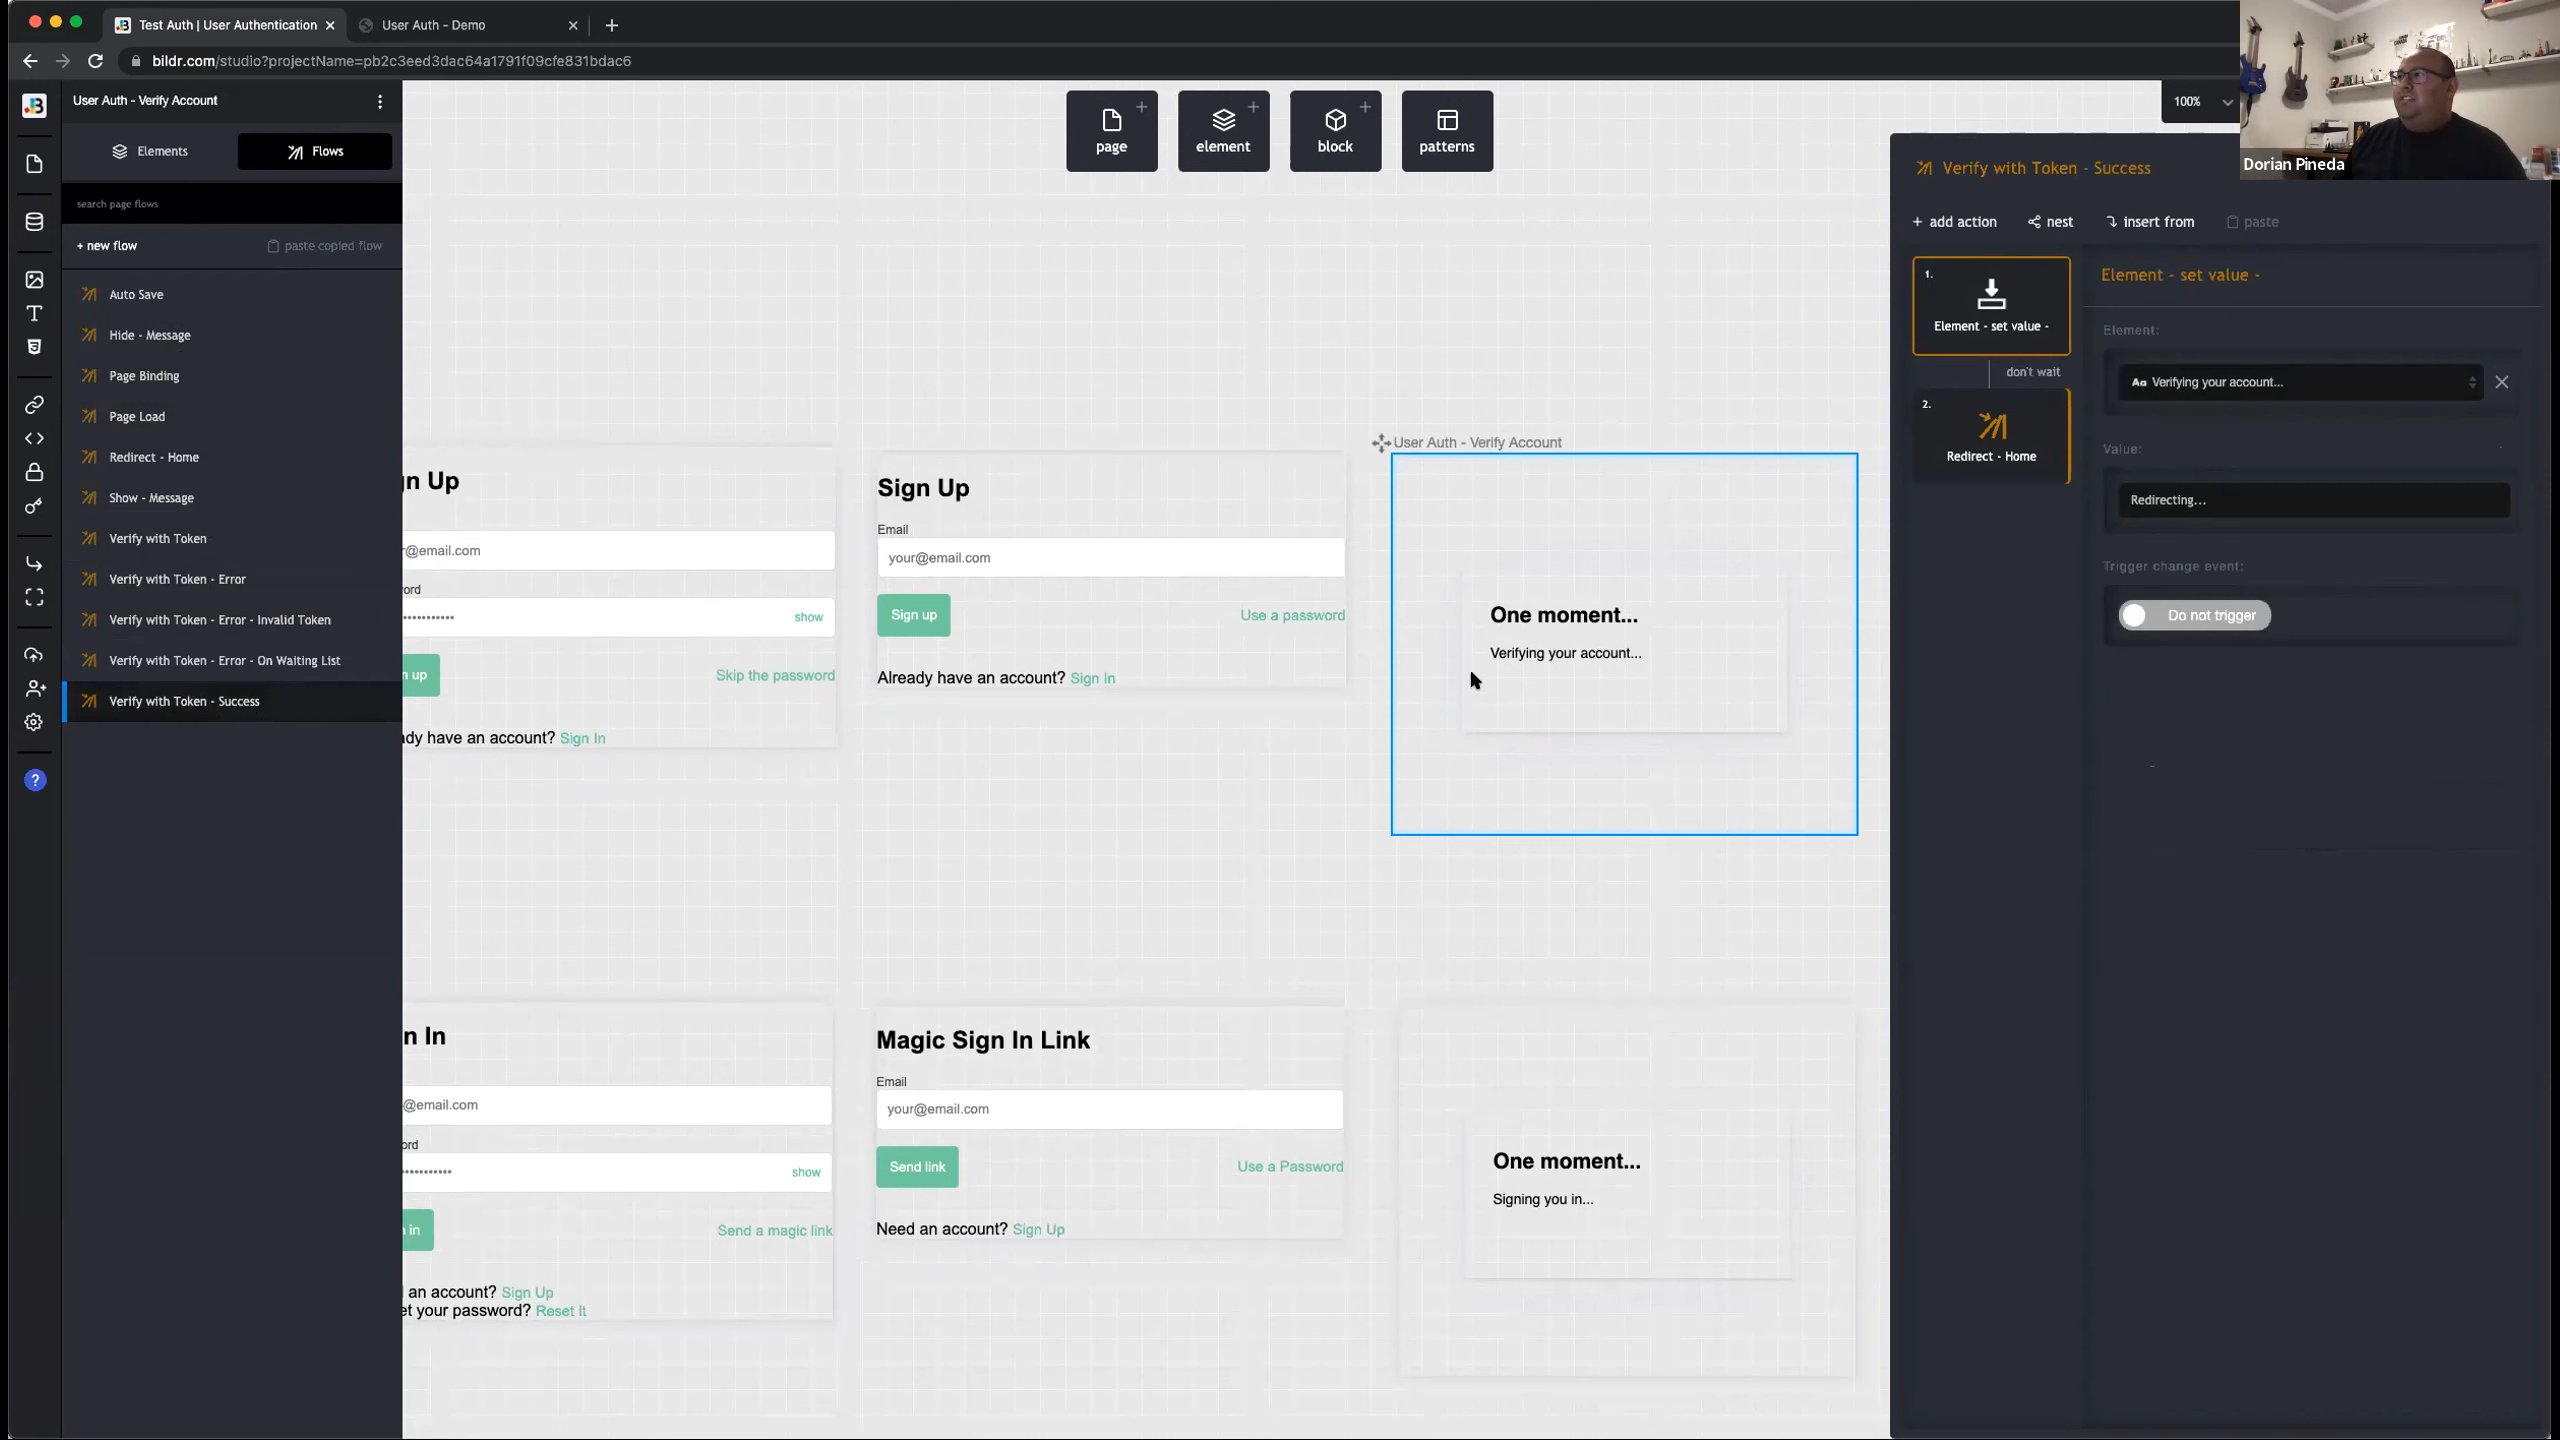 Test Auth | User Authentication
User Auth - Demo
bildr.com/studio?projectName=pb2c3eed3dac64a1791f09cfe831bdac6
User Auth - Verify Account
Elements
Flows
search page flows
+ new flow
paste copied flow
Auto Save
Hide - Message
Page Binding
Page Load
Redirect - Home
Show - Message
Verify with Token
Verify with Token - Error
Verify with Token - Error - Invalid Token
Verify with Token - Error - On Waiting List
Verify with Token - Success
page
element
block
patterns
100%
Dorian Pineda
gn Up
r@email.com
ord
show
n up
Skip the password
ady have an account? Sign In
Sign Up
Email
your@email.com
Sign up
Use a password
Already have an account? Sign In
User Auth - Verify Account
One moment...
Verifying your account...
n In
@email.com
ord
show
n in
Send a magic link
l an account? Sign Up
et your password? Reset It
Magic Sign In Link
Email
your@email.com
Send link
Use a Password
Need an account? Sign Up
One moment...
Signing you in...
Verify with Token - Success
+ add action
nest
insert from
paste
1.
Element - set value -
don't wait
2.
Redirect - Home
Element - set value -
Element:
Aa Verifying your account...
Value:
Redirecting...
Trigger change event:
Do not trigger